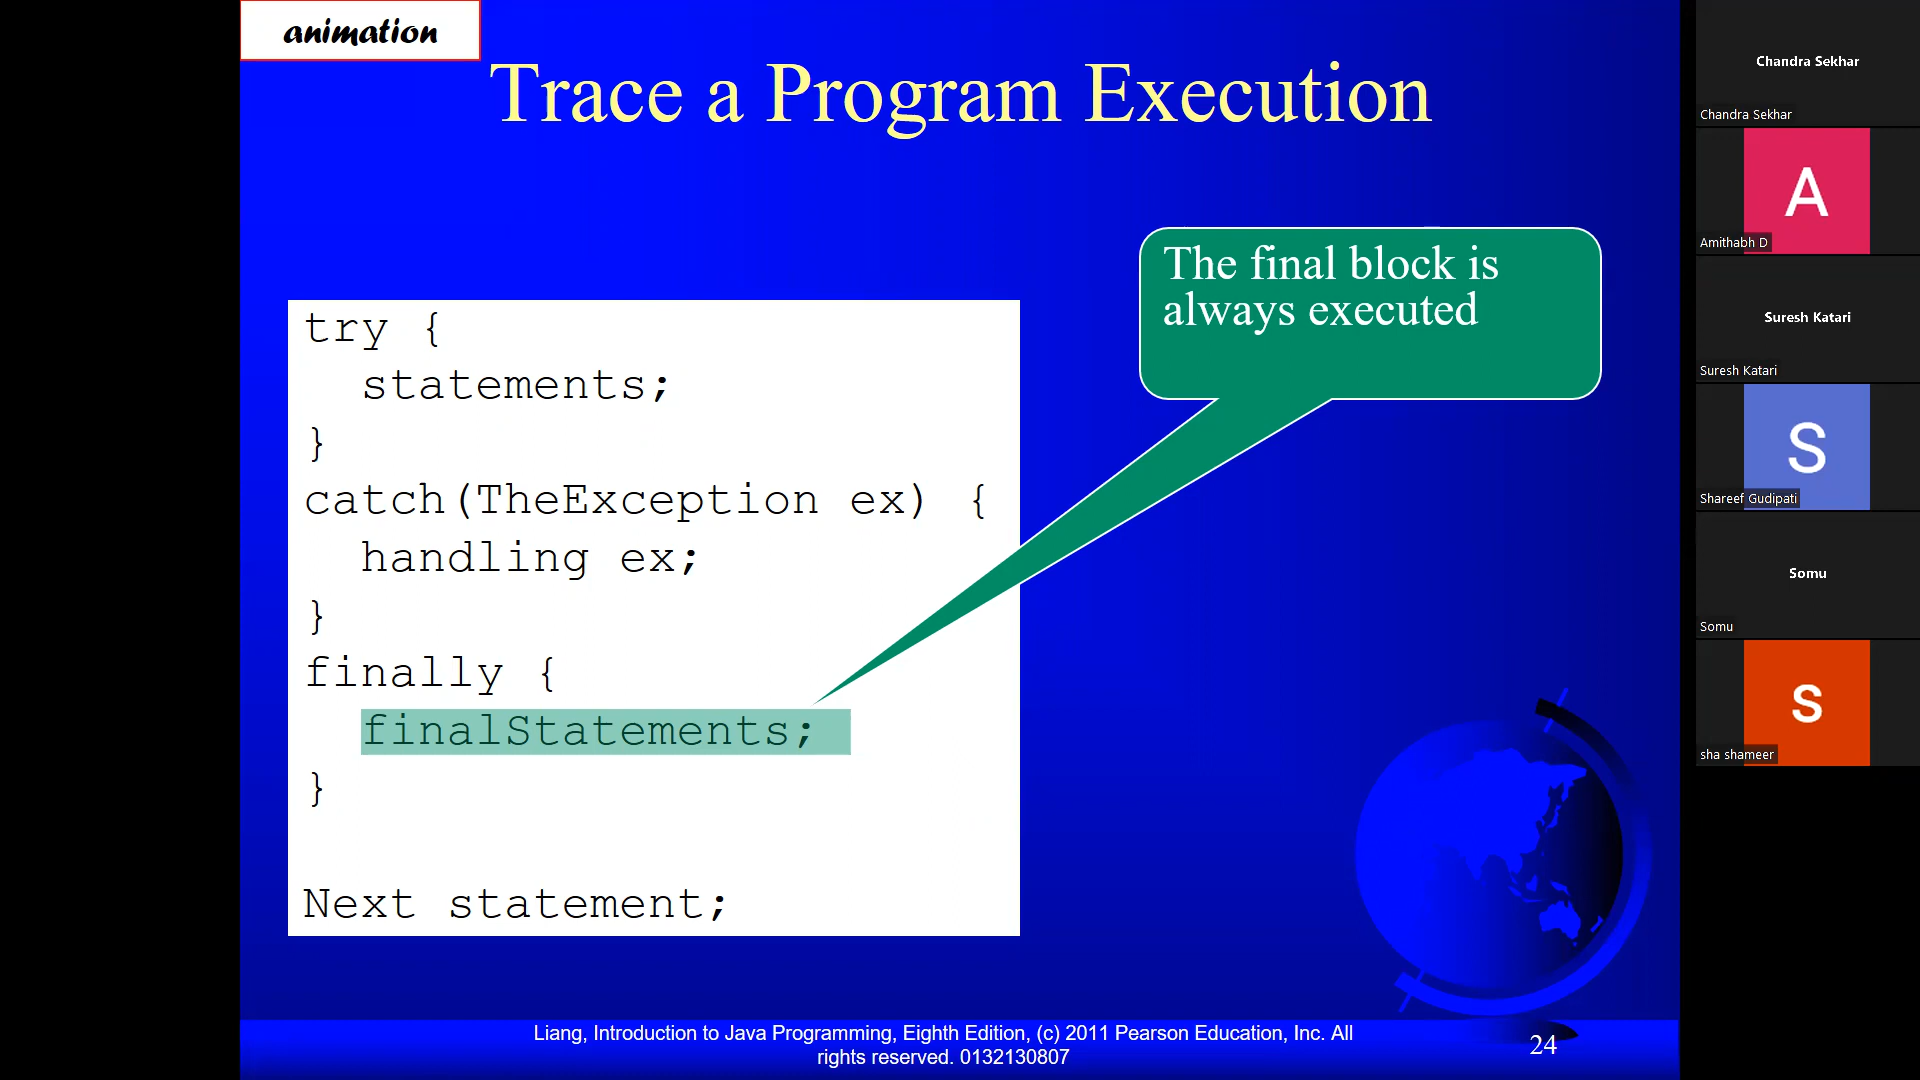 animation
Trace a Program Execution
The final block is
always executed
try {
  statements;
}
catch(TheException ex) {
  handling ex;
}
finally {
  finalStatements;
}
Next statement;
Liang, Introduction to Java Programming, Eighth Edition, (c) 2011 Pearson Education, Inc. All
rights reserved. 0132130807
24
Chandra Sekhar
Chandra Sekhar
A
Amithabh D
Suresh Katari
Suresh Katari
S
Shareef Gudipati
Somu
Somu
S
sha shameer